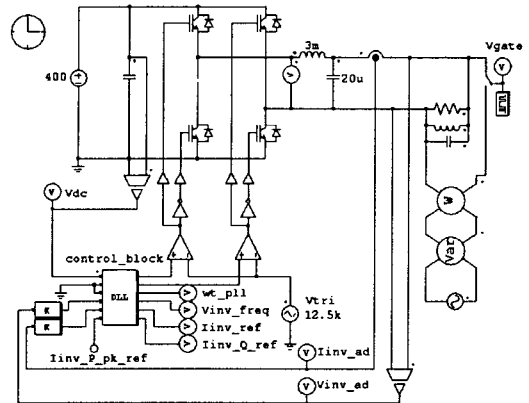 3m
Vgate
V
400
20u
V
W
V
Vdc
Var
control_block
DLL
V
wt_pll
Vtri
K
V
Vinv_freq
12.5k
K
V
Iinv_ref
V
Iinv_Q_ref
Iinv_P_pk_ref
V
Iinv_ad
V
Vinv_ad